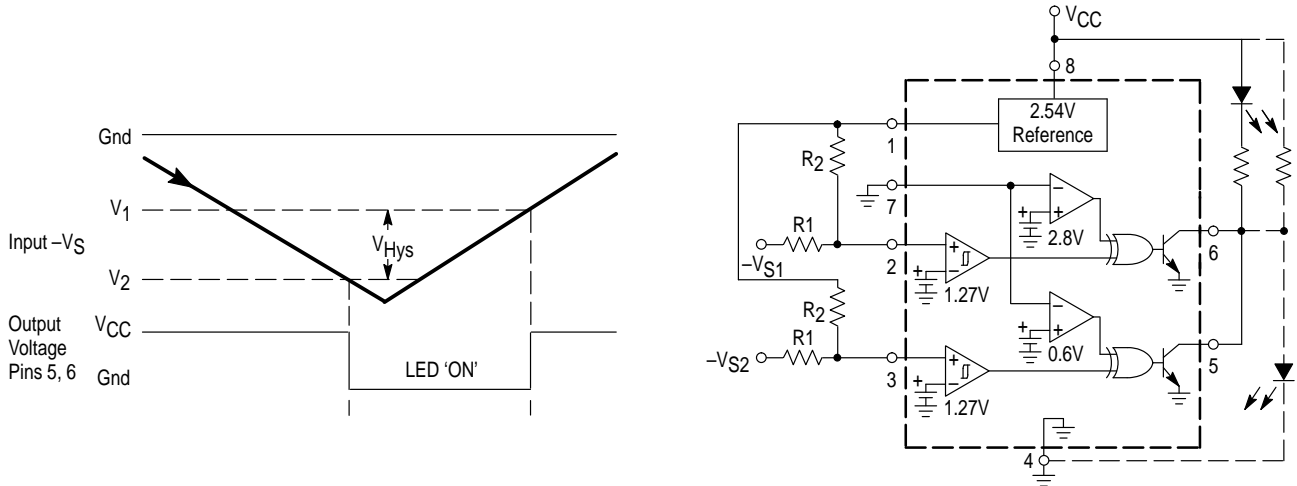 Gnd
V1
Input –VS
VHys
V2
Output
Voltage
Pins 5, 6
VCC
Gnd
LED ‘ON’
VCC
8
2.54V
Reference
1
R2
7
–
+
+
2.8V
R1
–VS1
2
+
–
+
1.27V
6
R2
–
+
+
0.6V
R1
–VS2
3
+
–
+
1.27V
5
4